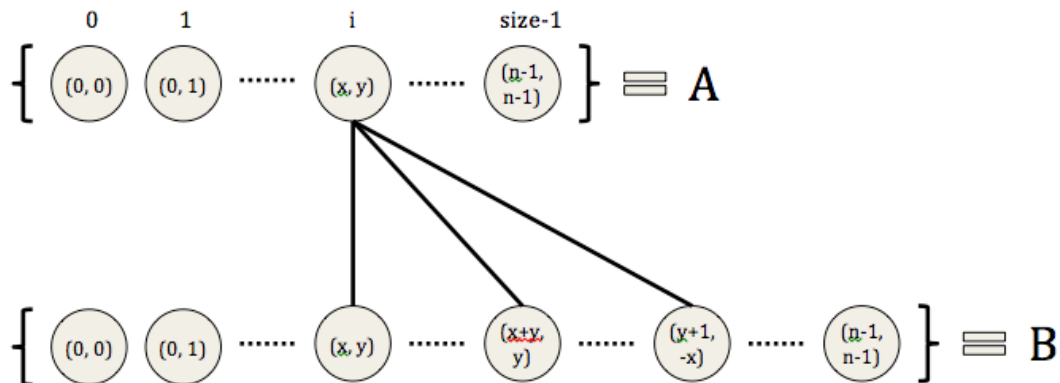 0 1 i size-1
{ (0, 0) (0, 1) ........ (x, y) ........ (n-1, n-1) } = A
{ (0, 0) (0, 1) ........ (x, y) ........ (x+y, y) ........ (y+1, -x) ........ (n-1, n-1) } = B